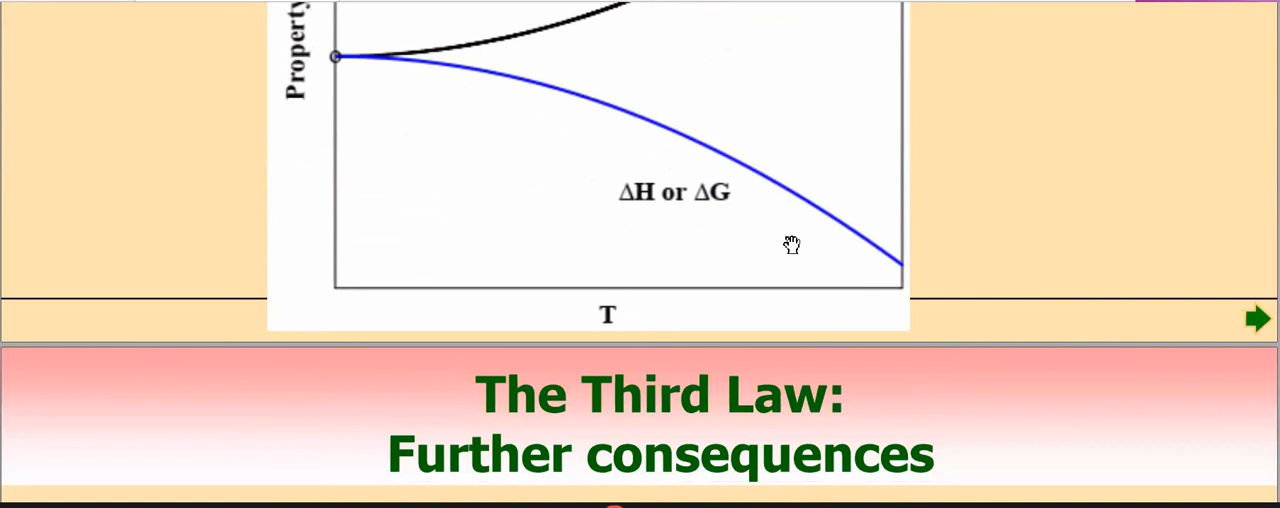 Property
ΔH or ΔG
T
The Third Law:
Further consequences